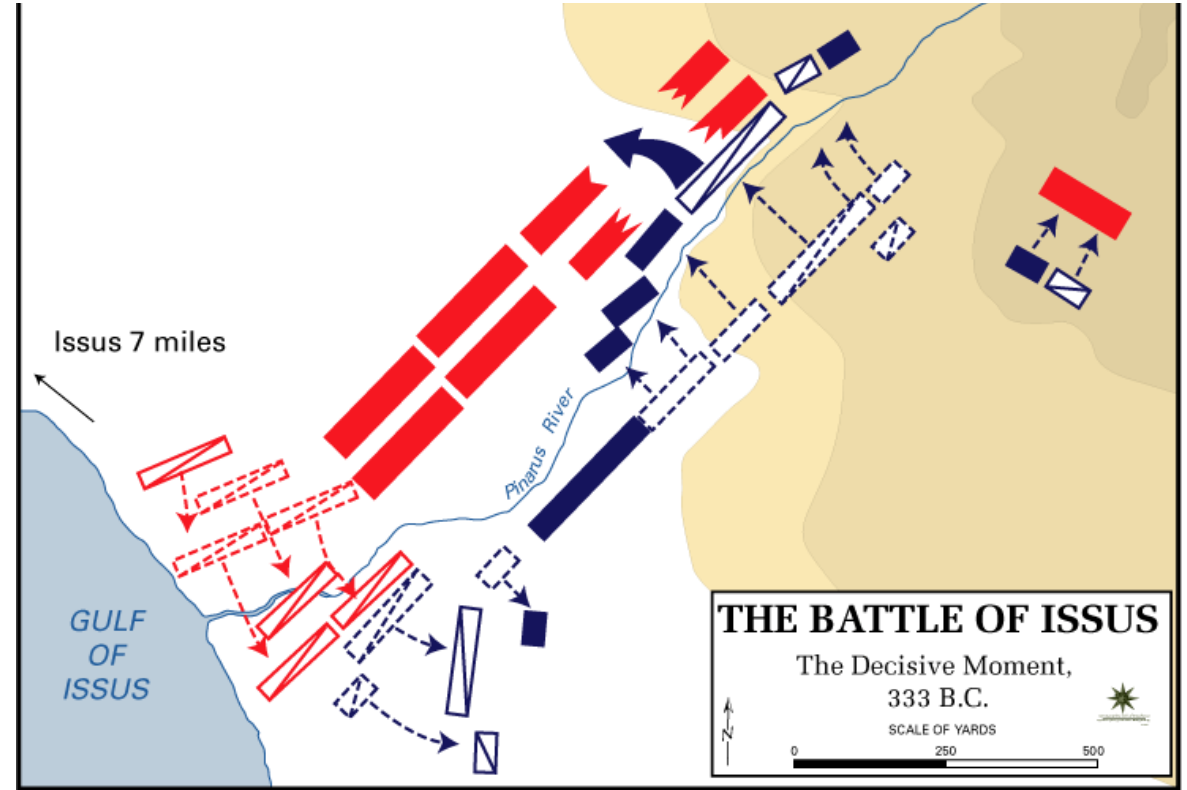 Issus 7 miles
Pinarus River
GULF
OF
ISSUS
THE BATTLE OF ISSUS
The Decisive Moment,
333 B.C.
SCALE OF YARDS
N
0 250 500